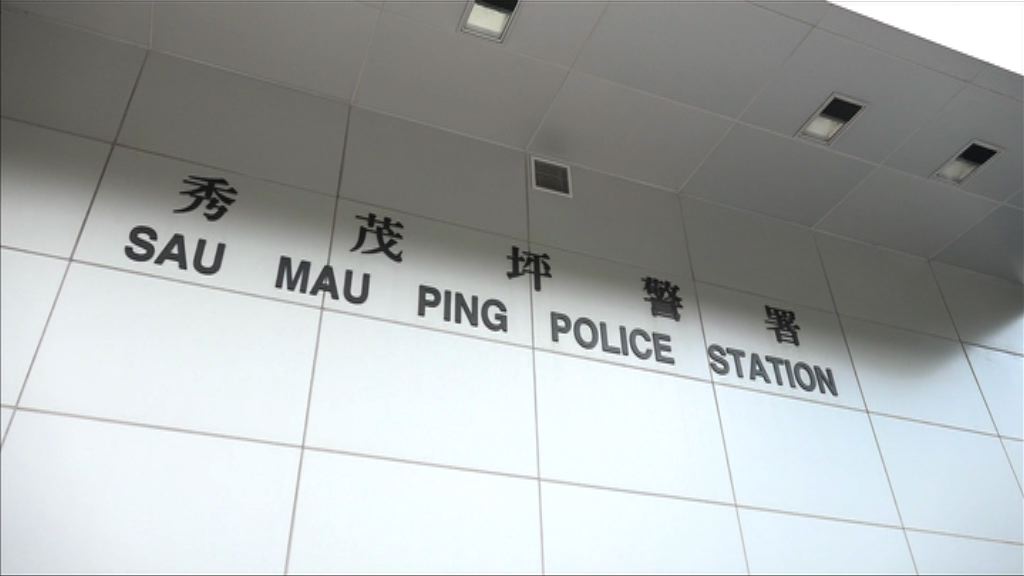 秀茂坪警署
SAU MAU PING POLICE STATION